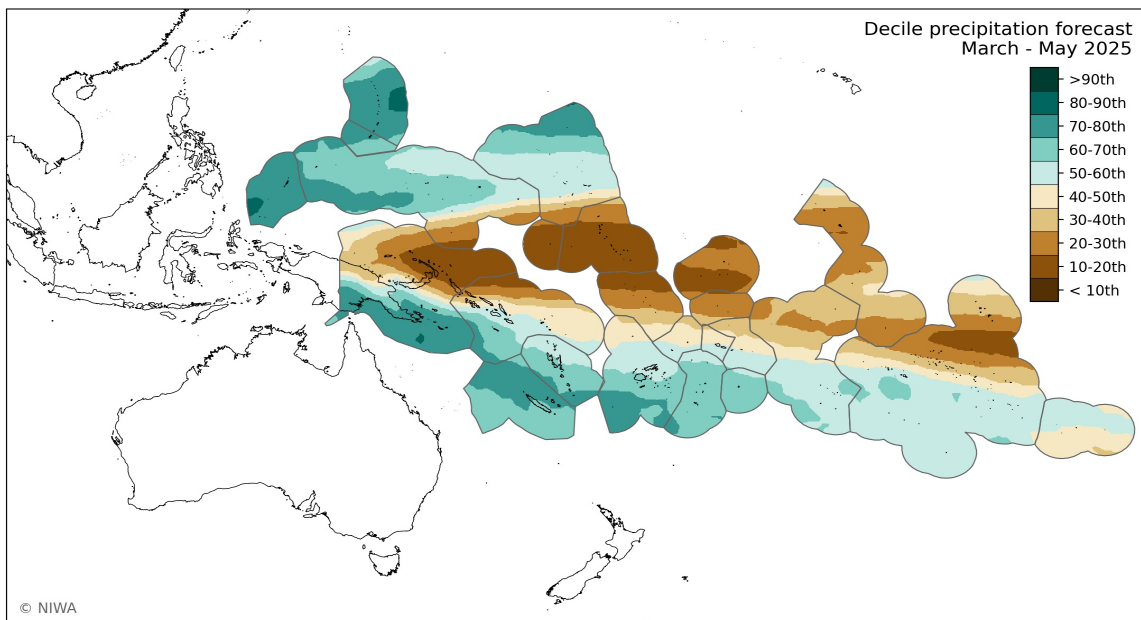 Decile precipitation forecast
March - May 2025
>90th
80-90th
70-80th
60-70th
50-60th
40-50th
30-40th
20-30th
10-20th
< 10th
© NIWA